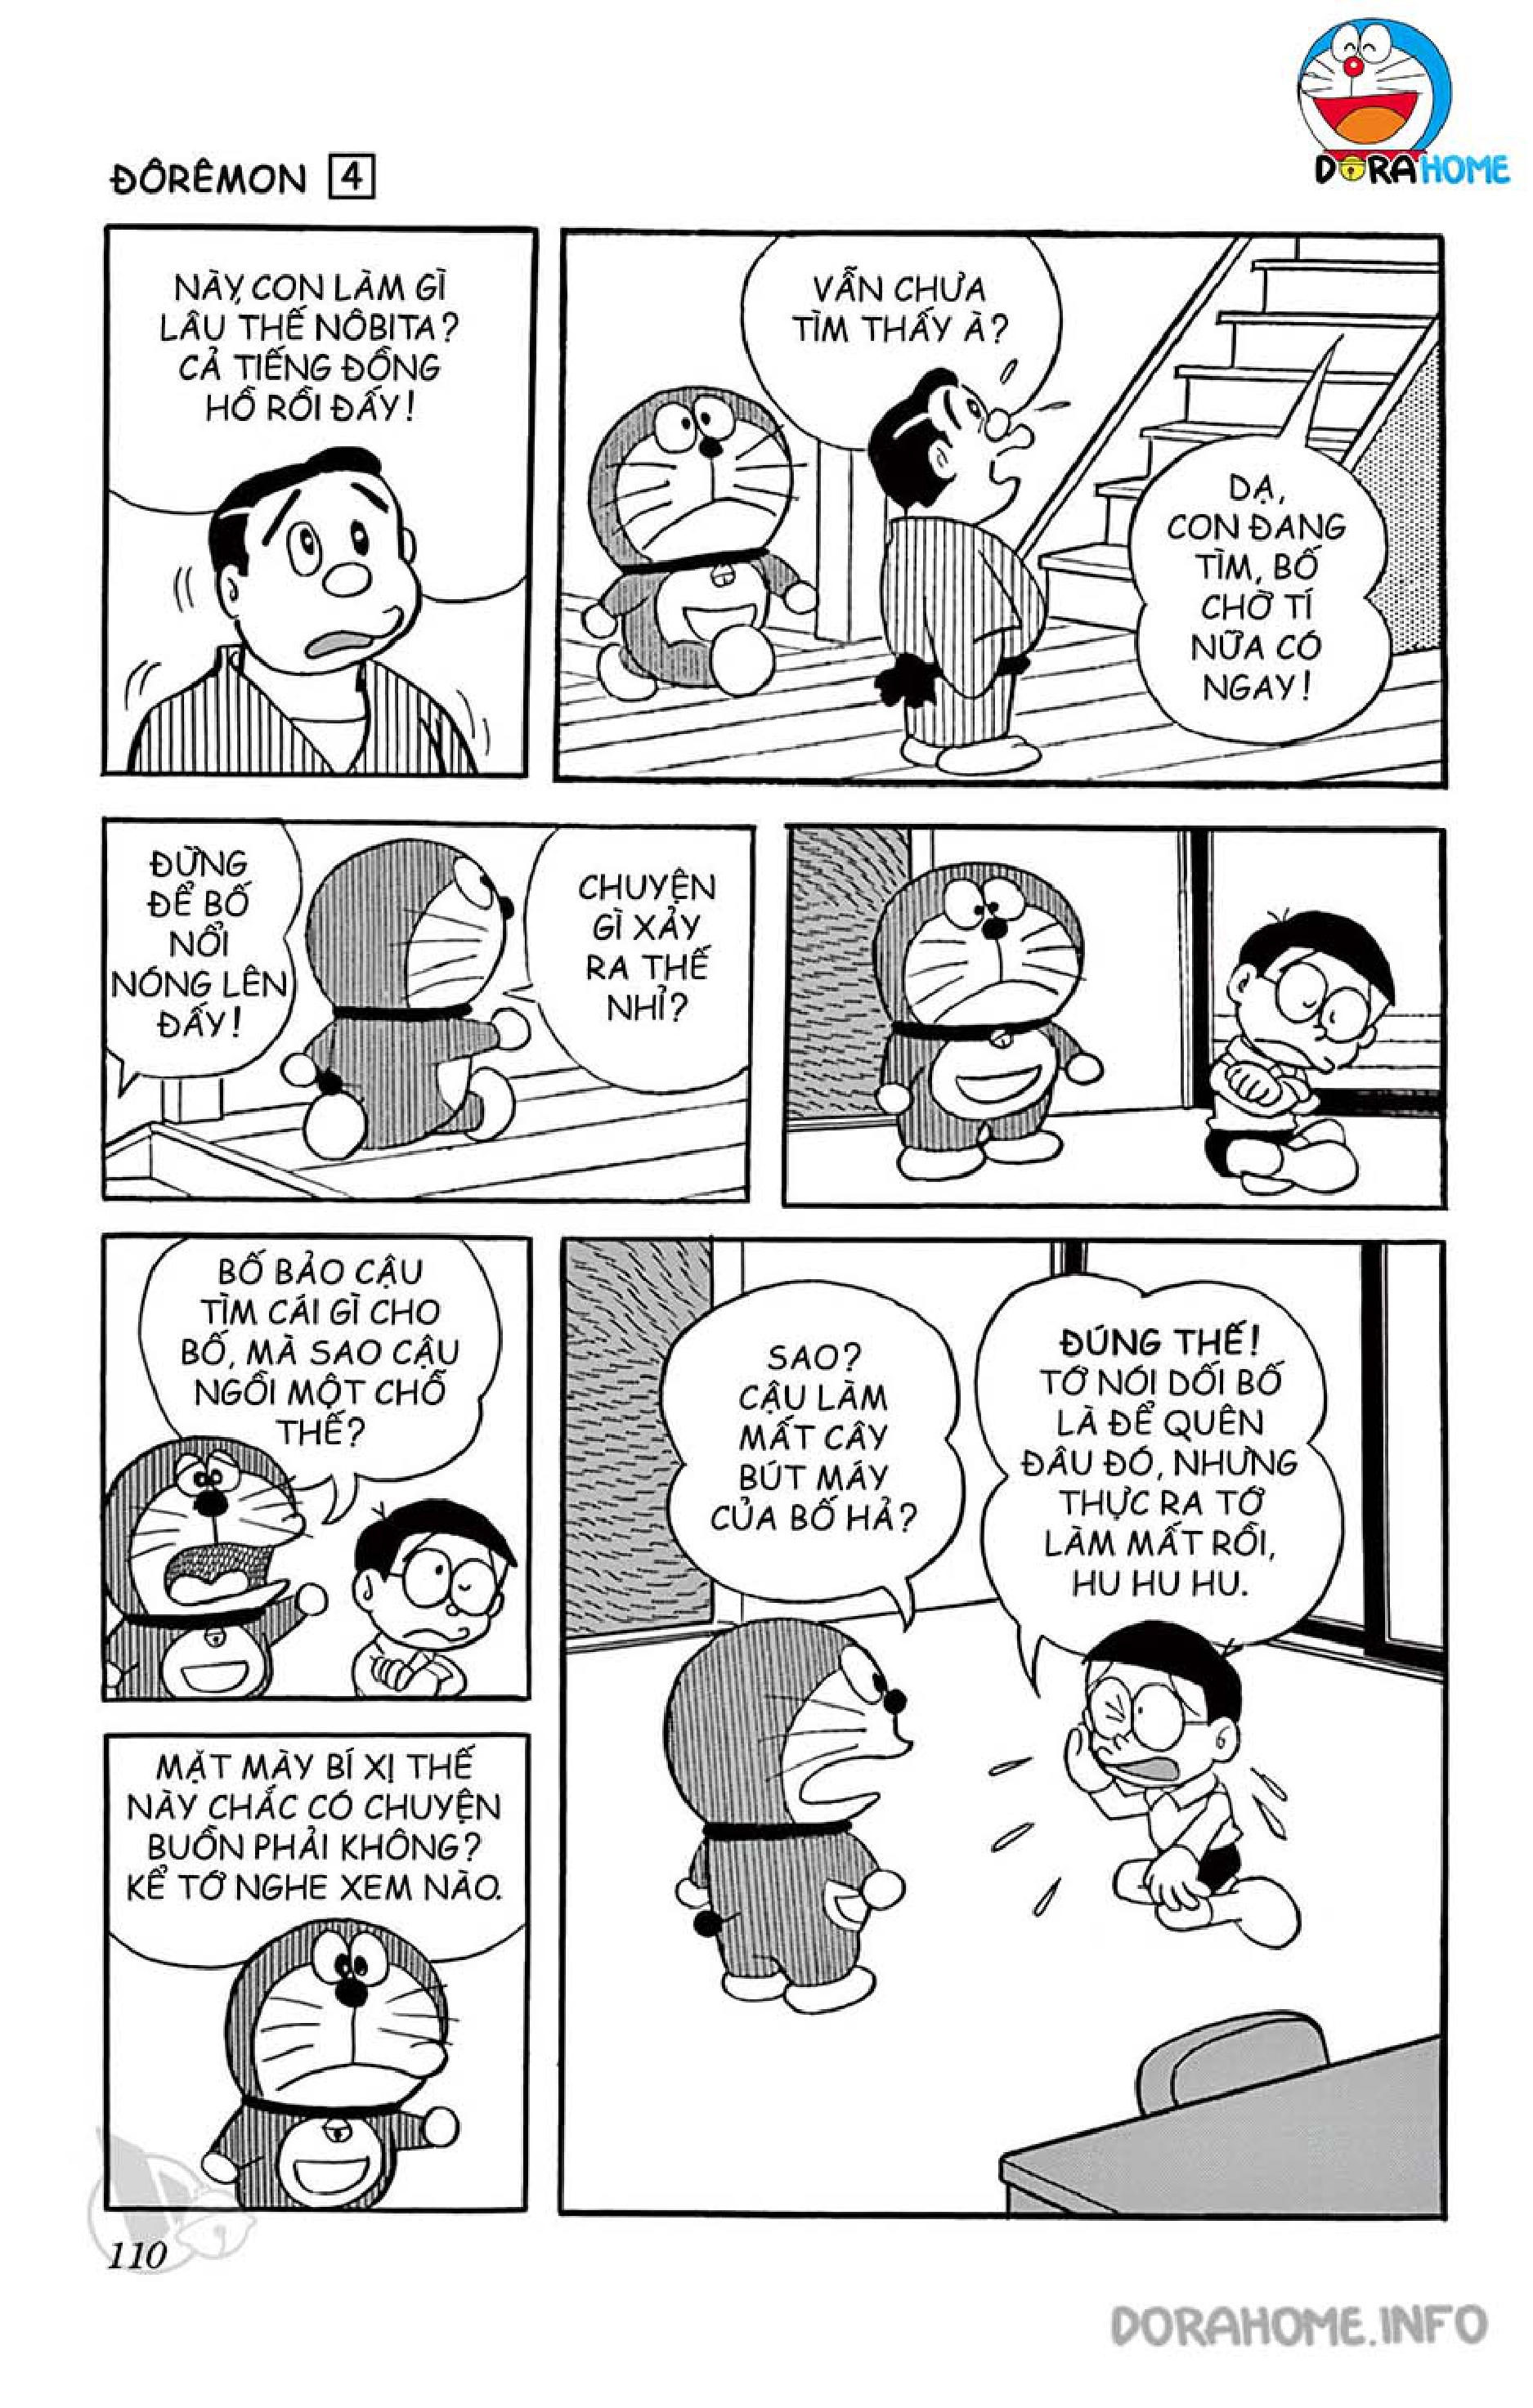 DORAHOME
ĐÔRÊMON 4
NÀY, CON LÀM GÌ
LÂU THẾ NÔBITA?
CẢ TIẾNG ĐỒNG
HỒ RỒI ĐẤY!
VẪN CHƯA
TÌM THẤY À?
DẠ,
CON ĐANG
TÌM, BỐ
CHỜ TÍ
NỮA CÓ
NGAY!
ĐỪNG
ĐỂ BỐ
NỔI
NÓNG LÊN
ĐẤY!
CHUYỆN
GÌ XẢY
RA THẾ
NHỈ?
BỐ BẢO CẬU
TÌM CÁI GÌ CHO
BỐ, MÀ SAO CẬU
NGỒI MỘT CHỖ
THẾ?
MẶT MÀY BÍ XỊ THẾ
NÀY CHẮC CÓ CHUYỆN
BUỒN PHẢI KHÔNG?
KỂ TỚ NGHE XEM NÀO.
SAO?
CẬU LÀM
MẤT CÂY
BÚT MÁY
CỦA BỐ HẢ?
ĐÚNG THẾ!
TỚ NÓI DỐI BỐ
LÀ ĐỂ QUÊN
ĐÂU ĐÓ, NHƯNG
THỰC RA TỚ
LÀM MẤT RỒI,
HU HU HU.
110
DORAHOME.INFO